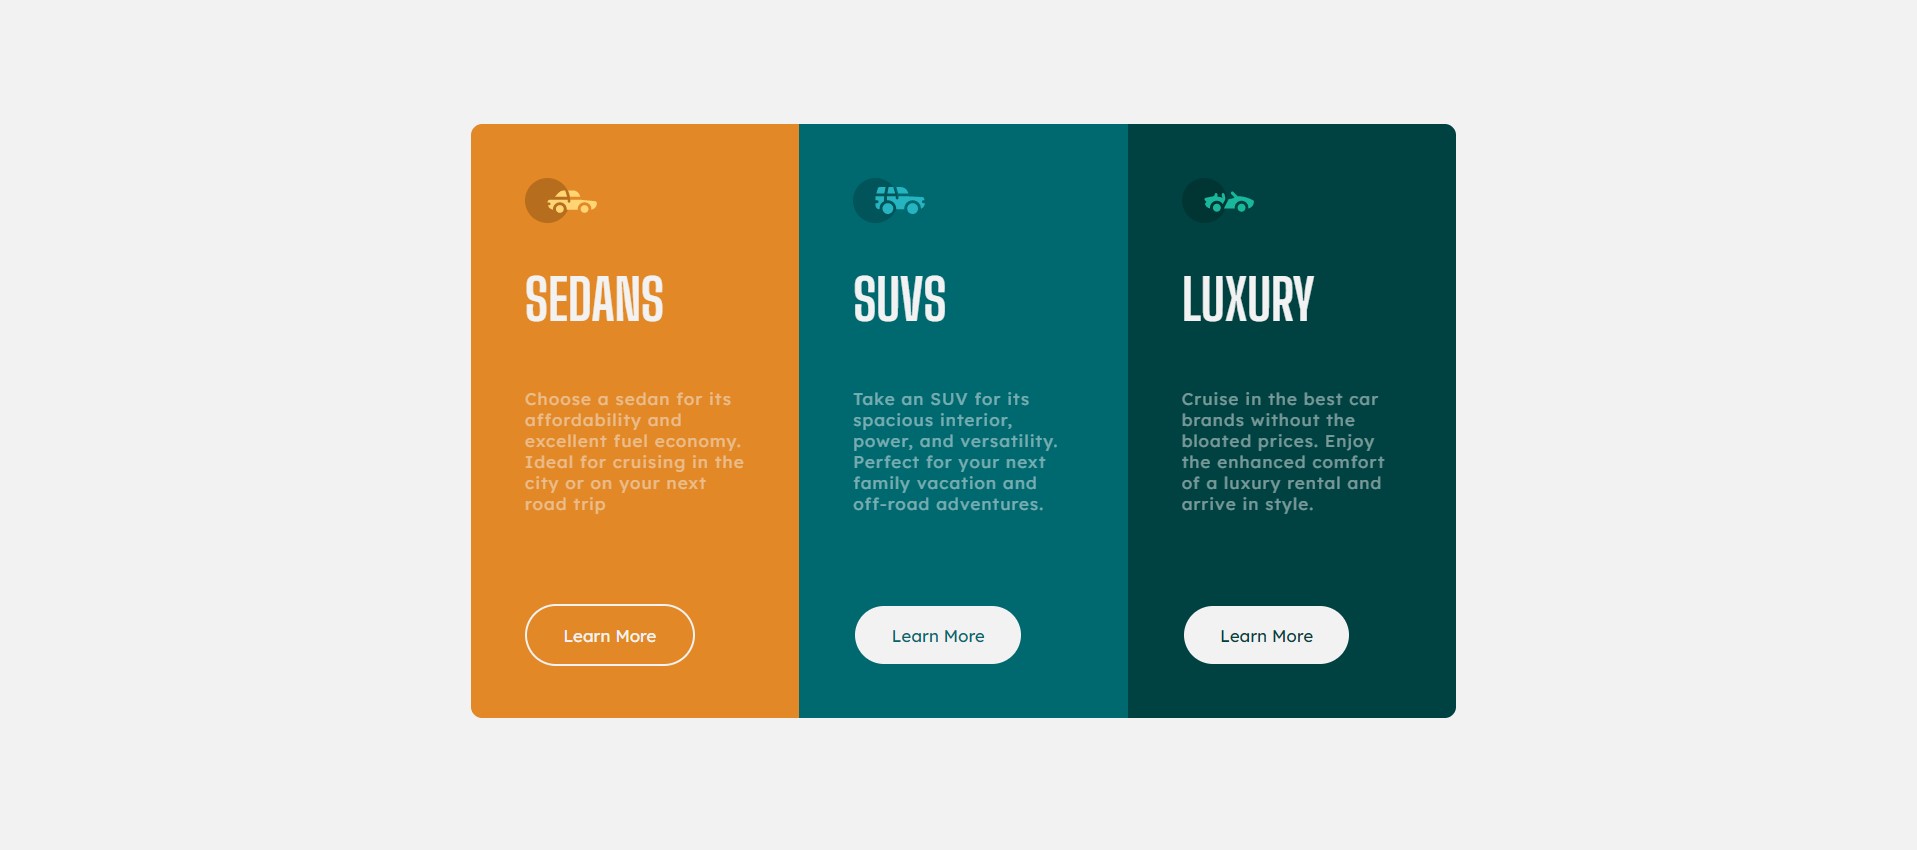 SEDANS
Choose a sedan for its
affordability and
excellent fuel economy.
Ideal for cruising in the
city or on your next
road trip
Learn More
SUVS
Take an SUV for its
spacious interior,
power, and versatility.
Perfect for your next
family vacation and
off-road adventures.
Learn More
LUXURY
Cruise in the best car
brands without the
bloated prices. Enjoy
the enhanced comfort
of a luxury rental and
arrive in style.
Learn More